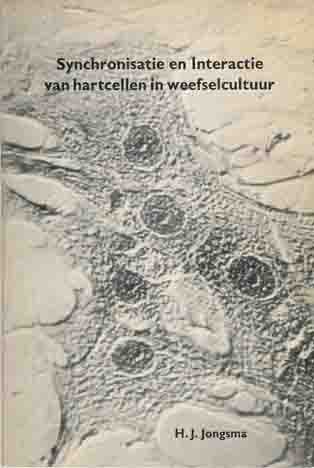 Synchronisatie en Interactie
van hartcellen in weefselcultuur
H. J. Jongsma